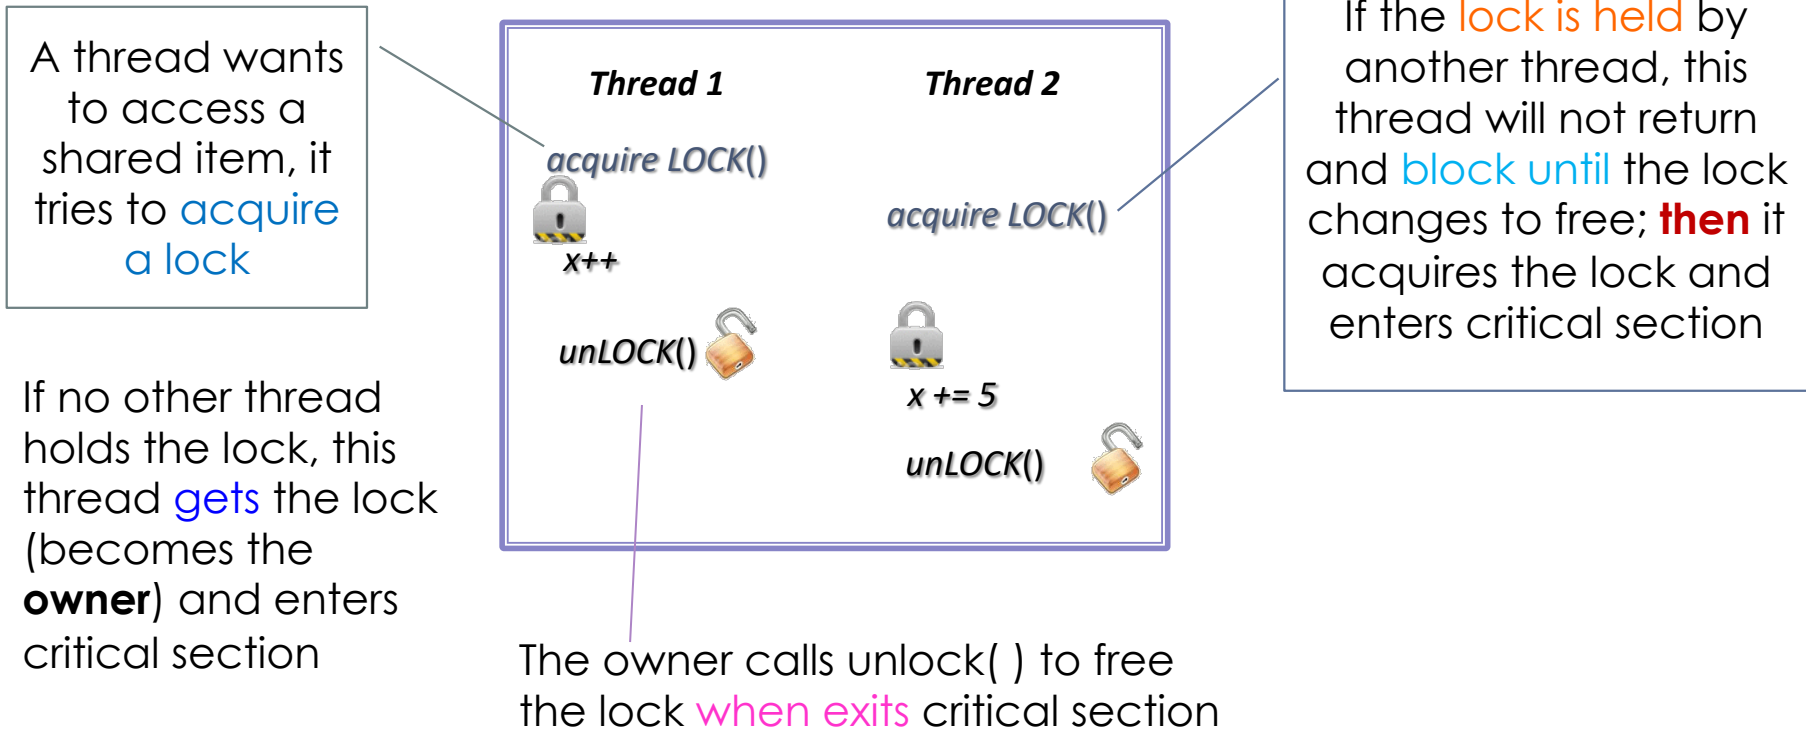 A thread wants
to access a
shared item, it
tries to acquire
a lock
If no other thread
holds the lock, this
thread gets the lock
(becomes the
owner) and enters
critical section
Thread 1
acquire LOCK()
x++
unLOCK()
Thread 2
acquire LOCK()
x += 5
unLOCK()
The owner calls unlock( ) to free
the lock when exits critical section
If the lock is held by
another thread, this
thread will not return
and block until the lock
changes to free; then it
acquires the lock and
enters critical section